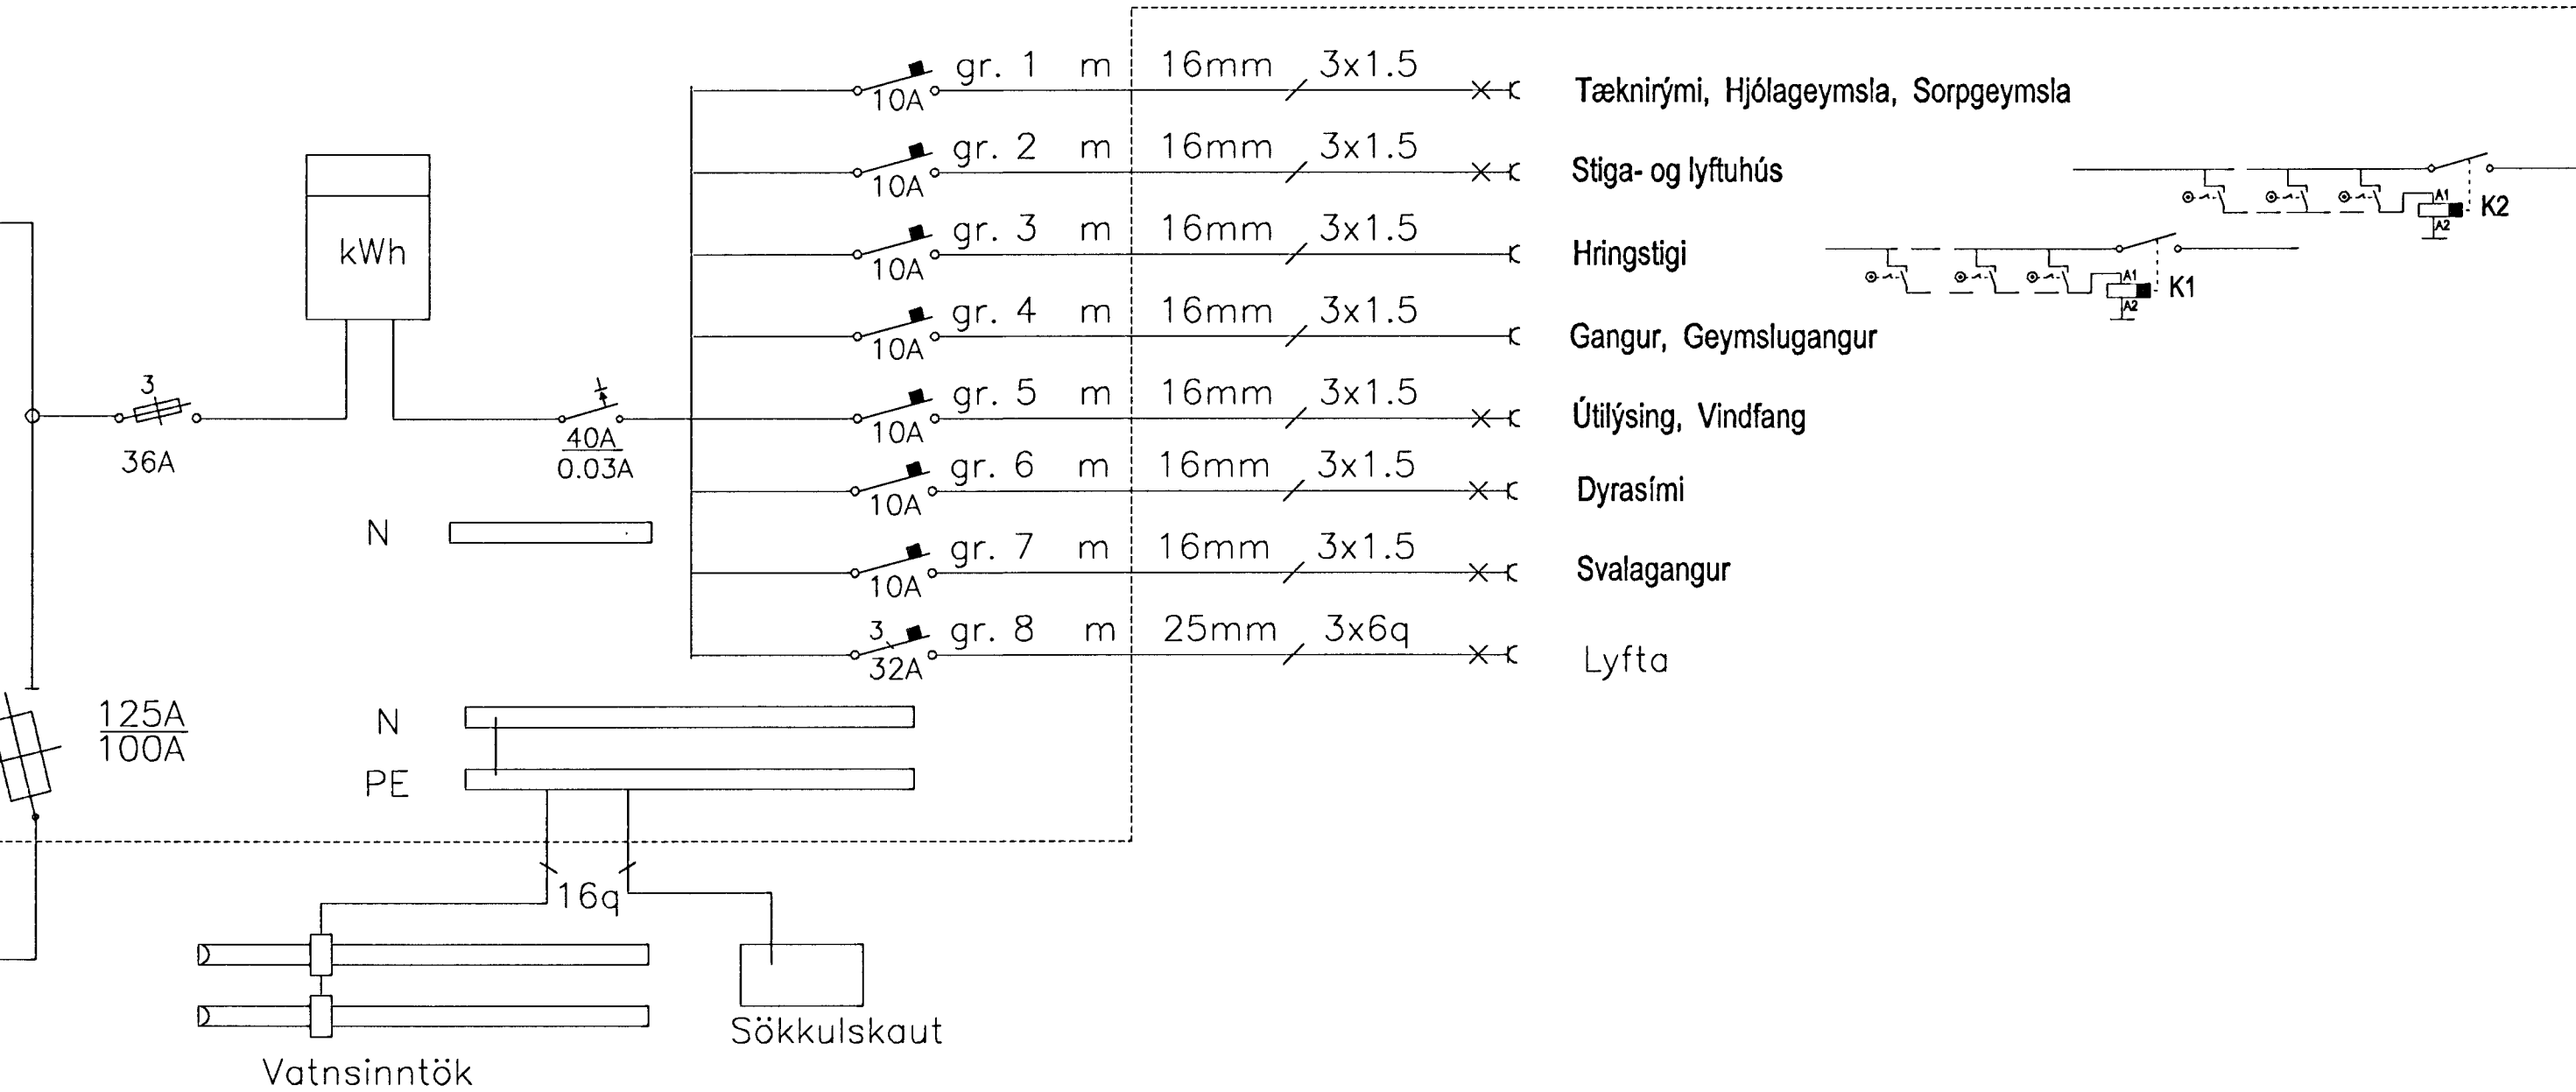 gr. 1 m 16mm 3x1.5 Tæknirými, Hjólageymsla, Sorpgeymsla
10A
gr. 2 m 16mm 3x1.5 Stiga- og lyftuhús
10A
A1
K2
A2
gr. 3 m 16mm 3x1.5 Hringstigi
10A
A1
K1
A2
kWh
gr. 4 m 16mm 3x1.5 Gangur, Geymslugangur
10A
gr. 5 m 16mm 3x1.5 Útilýsing, Vindfang
10A
3
36A
40A
0.03A
gr. 6 m 16mm 3x1.5 Dyrasími
10A
N
gr. 7 m 16mm 3x1.5 Svalagangur
10A
3 gr. 8 m 25mm 3x6q Lyfta
32A
125A
100A
N
PE
16q
Sökkulskaut
Vatnsinntök